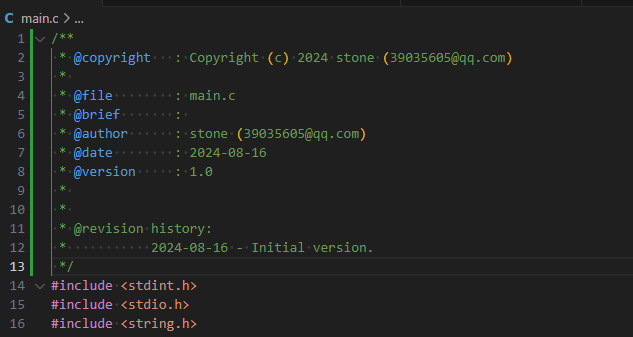 C main.c > ...
1 /**
2 * @copyright : Copyright (c) 2024 stone (39035605@qq.com)
3 *
4 * @file : main.c
5 * @brief :
6 * @author : stone (39035605@qq.com)
7 * @date : 2024-08-16
8 * @version : 1.0
9 *
10 *
11 * @revision history:
12 * 2024-08-16 - Initial version.
13 */
14 #include <stdint.h>
15 #include <stdio.h>
16 #include <string.h>